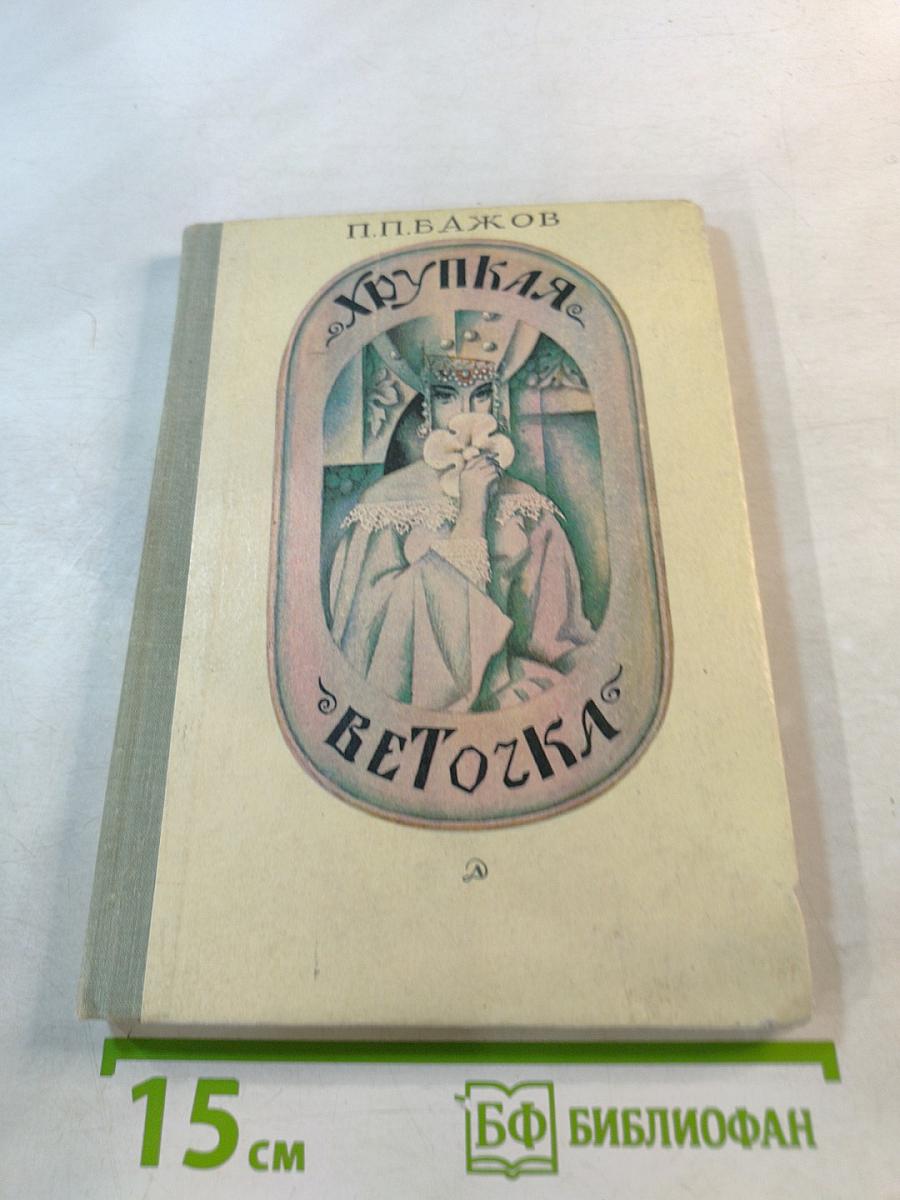 П.П.БАЖОВ
ХРУПКАЯ
ВЕТОЧКА
Д
15 см
БФ БИБЛИОФАН